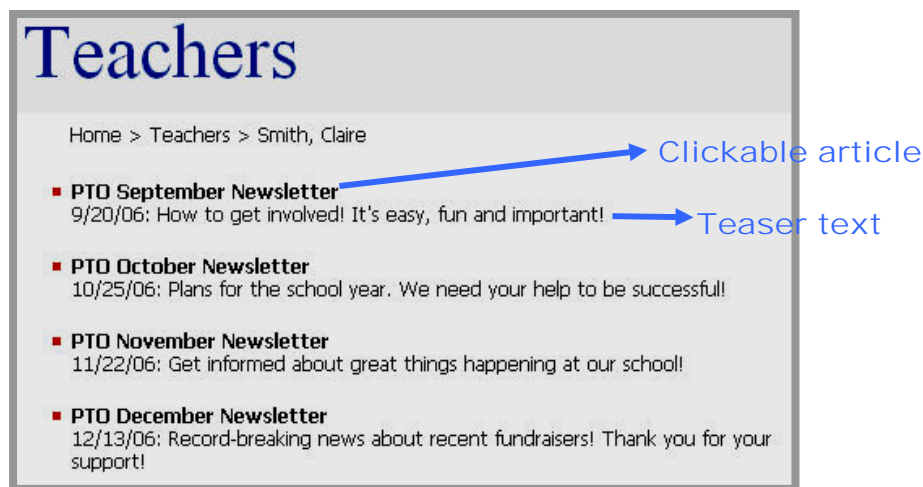 Teachers
Home > Teachers > Smith, Claire
Clickable article
PTO September Newsletter
9/20/06: How to get involved! It's easy, fun and important!
Teaser text
PTO October Newsletter
10/25/06: Plans for the school year. We need your help to be successful!
PTO November Newsletter
11/22/06: Get informed about great things happening at our school!
PTO December Newsletter
12/13/06: Record-breaking news about recent fundraisers! Thank you for your
support!